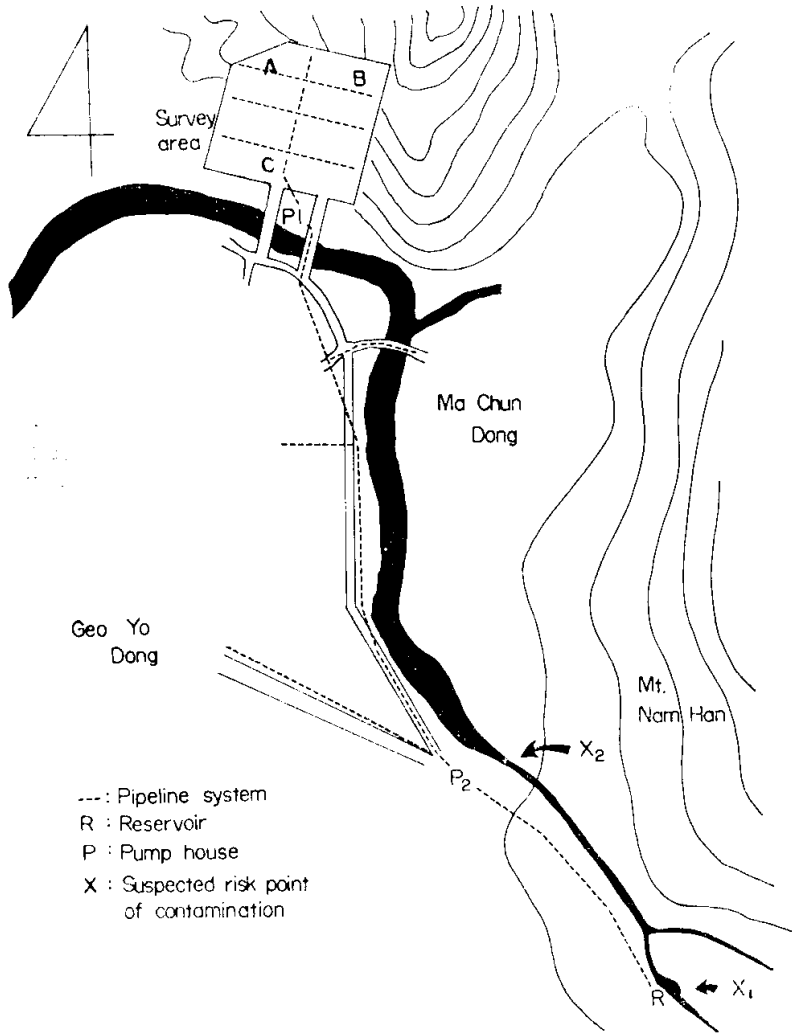 A
B
Survey
area
C
P1
Ma Chun
Dong
Geo Yo
Dong
Mt.
Nam Han
X₂
P₂
---: Pipeline system
R : Reservoir
P : Pump house
X : Suspected risk point
of contamination
R
X₁